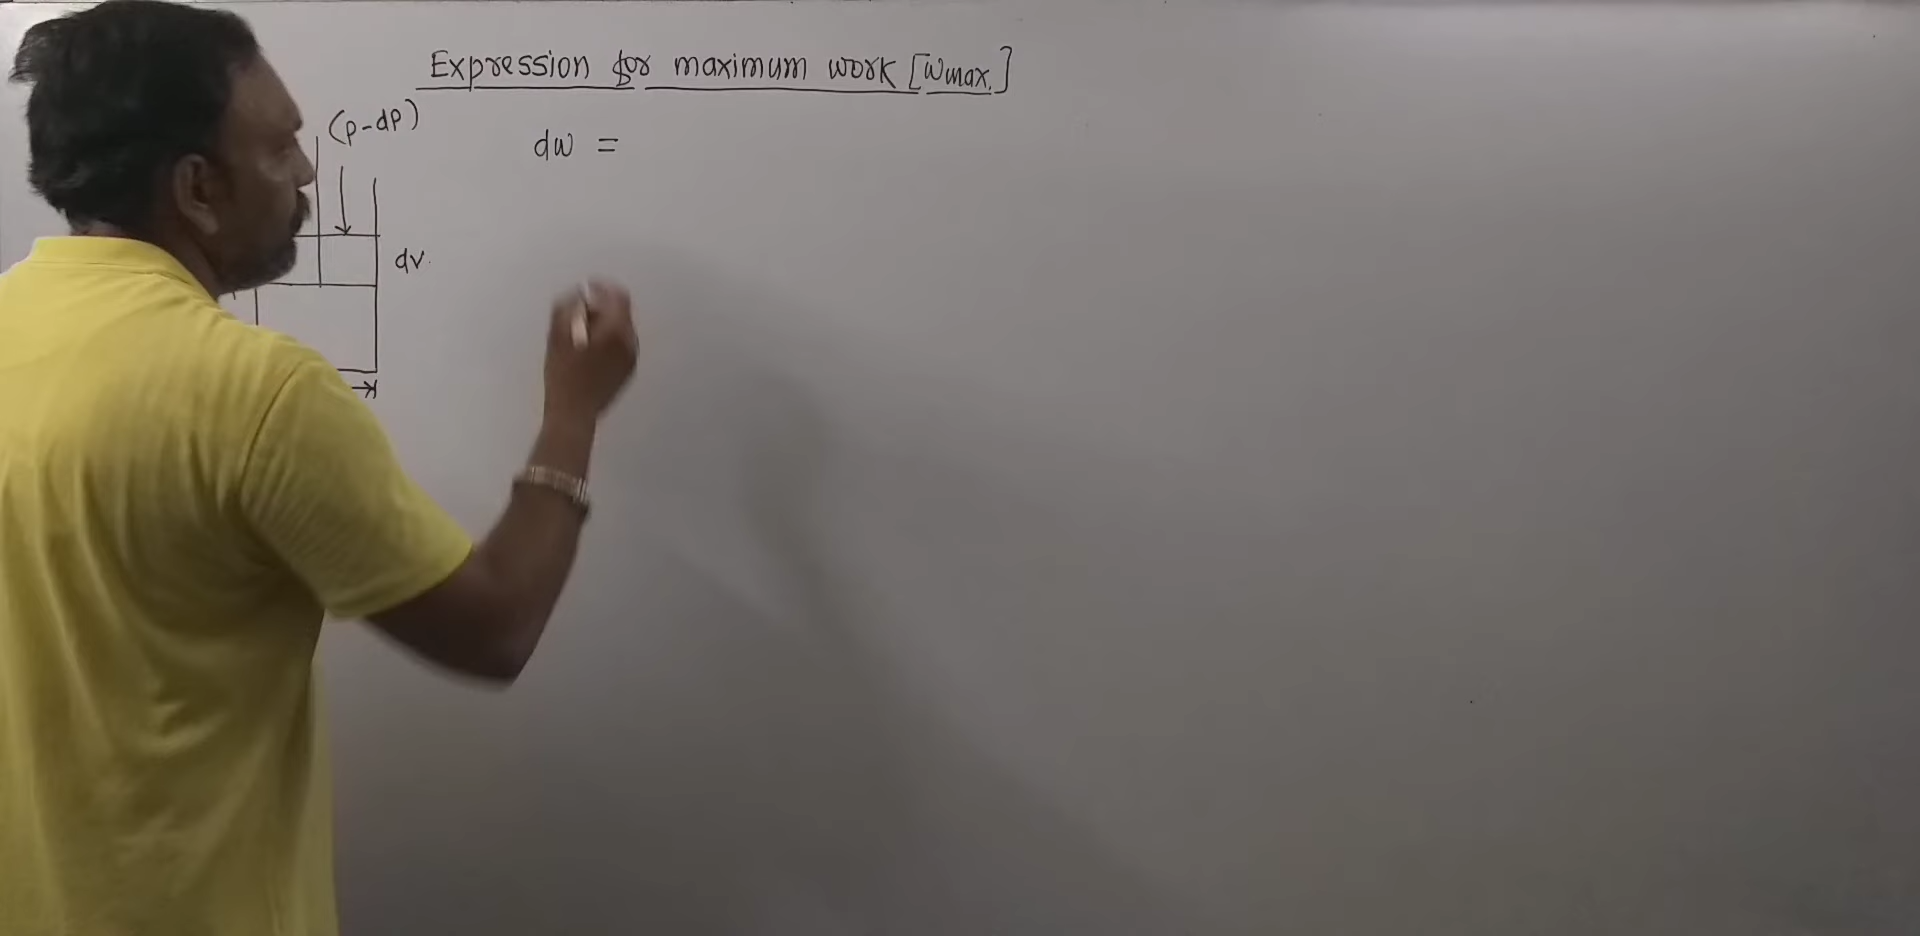 Expression for maximum work [Wmax.]
(P-dP)
dw =
dv.